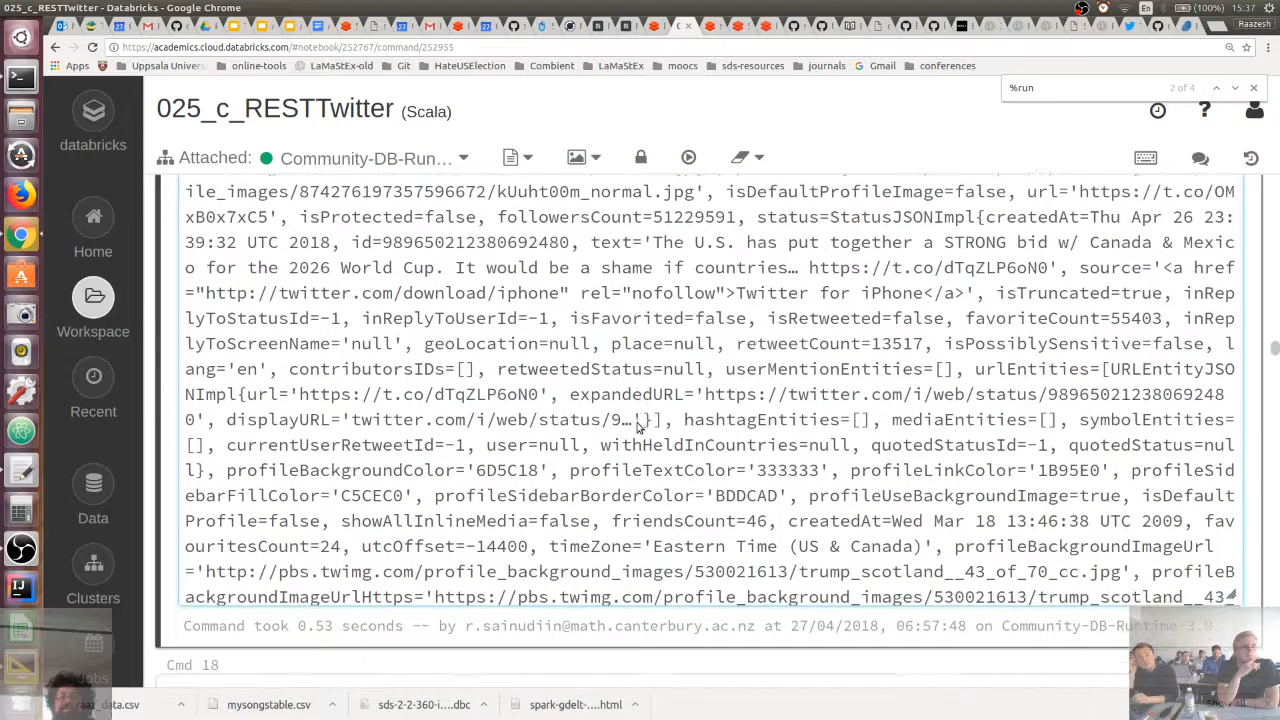 025_c_RESTTwitter - Databricks - Google Chrome
En
(100%)
15:37
Raazesh
https://academics.cloud.databricks.com/#notebook/252767/command/252955
Apps
Uppsala Univer
online-tools
LaMaStEx-old
Git
HateUSElection
Combient
LaMaStEx
moocs
sds-resources
journals
Gmail
conferences
%run
2 of 4
025_c_RESTTwitter (Scala)
databricks
Attached:
Community-DB-Run…
Home
Workspace
Recent
Data
Clusters
Jobs
ile_images/874276197357596672/kUuht00m_normal.jpg', isDefaultProfileImage=false, url='https://t.co/OM
xB0x7xC5', isProtected=false, followersCount=51229591, status=StatusJSONImpl{createdAt=Thu Apr 26 23:
39:32 UTC 2018, id=989650212380692480, text='The U.S. has put together a STRONG bid w/ Canada & Mexic
o for the 2026 World Cup. It would be a shame if countries… https://t.co/dTqZLP6oN0', source='<a href
="http://twitter.com/download/iphone" rel="nofollow">Twitter for iPhone</a>', isTruncated=true, inRep
lyToStatusId=-1, inReplyToUserId=-1, isFavorited=false, isRetweeted=false, favoriteCount=55403, inRep
lyToScreenName='null', geoLocation=null, place=null, retweetCount=13517, isPossiblySensitive=false, l
ang='en', contributorsIDs=[], retweetedStatus=null, userMentionEntities=[], urlEntities=[URLEntityJSO
NImpl{url='https://t.co/dTqZLP6oN0', expandedURL='https://twitter.com/i/web/status/98965021238069248
0', displayURL='twitter.com/i/web/status/9…'}], hashtagEntities=[], mediaEntities=[], symbolEntities=
[], currentUserRetweetId=-1, user=null, withHeldInCountries=null, quotedStatusId=-1, quotedStatus=nul
l}, profileBackgroundColor='6D5C18', profileTextColor='333333', profileLinkColor='1B95E0', profileSid
ebarFillColor='C5CEC0', profileSidebarBorderColor='BDDCAD', profileUseBackgroundImage=true, isDefault
Profile=false, showAllInlineMedia=false, friendsCount=46, createdAt=Wed Mar 18 13:46:38 UTC 2009, fav
ouritesCount=24, utcOffset=-14400, timeZone='Eastern Time (US & Canada)', profileBackgroundImageUrl
='http://pbs.twimg.com/profile_background_images/530021613/trump_scotland__43_of_70_cc.jpg', profileB
ackgroundImageUrlHttps='https://pbs.twimg.com/profile_background_images/530021613/trump_scotland__43_
Command took 0.53 seconds -- by r.sainudiin@math.canterbury.ac.nz at 27/04/2018, 06:57:48 on Community-DB-Runtime-3.0
Cmd 18
raaz_data.csv
mysongstable.csv
sds-2-2-360-i....dbc
spark-gdelt-....html
Show all